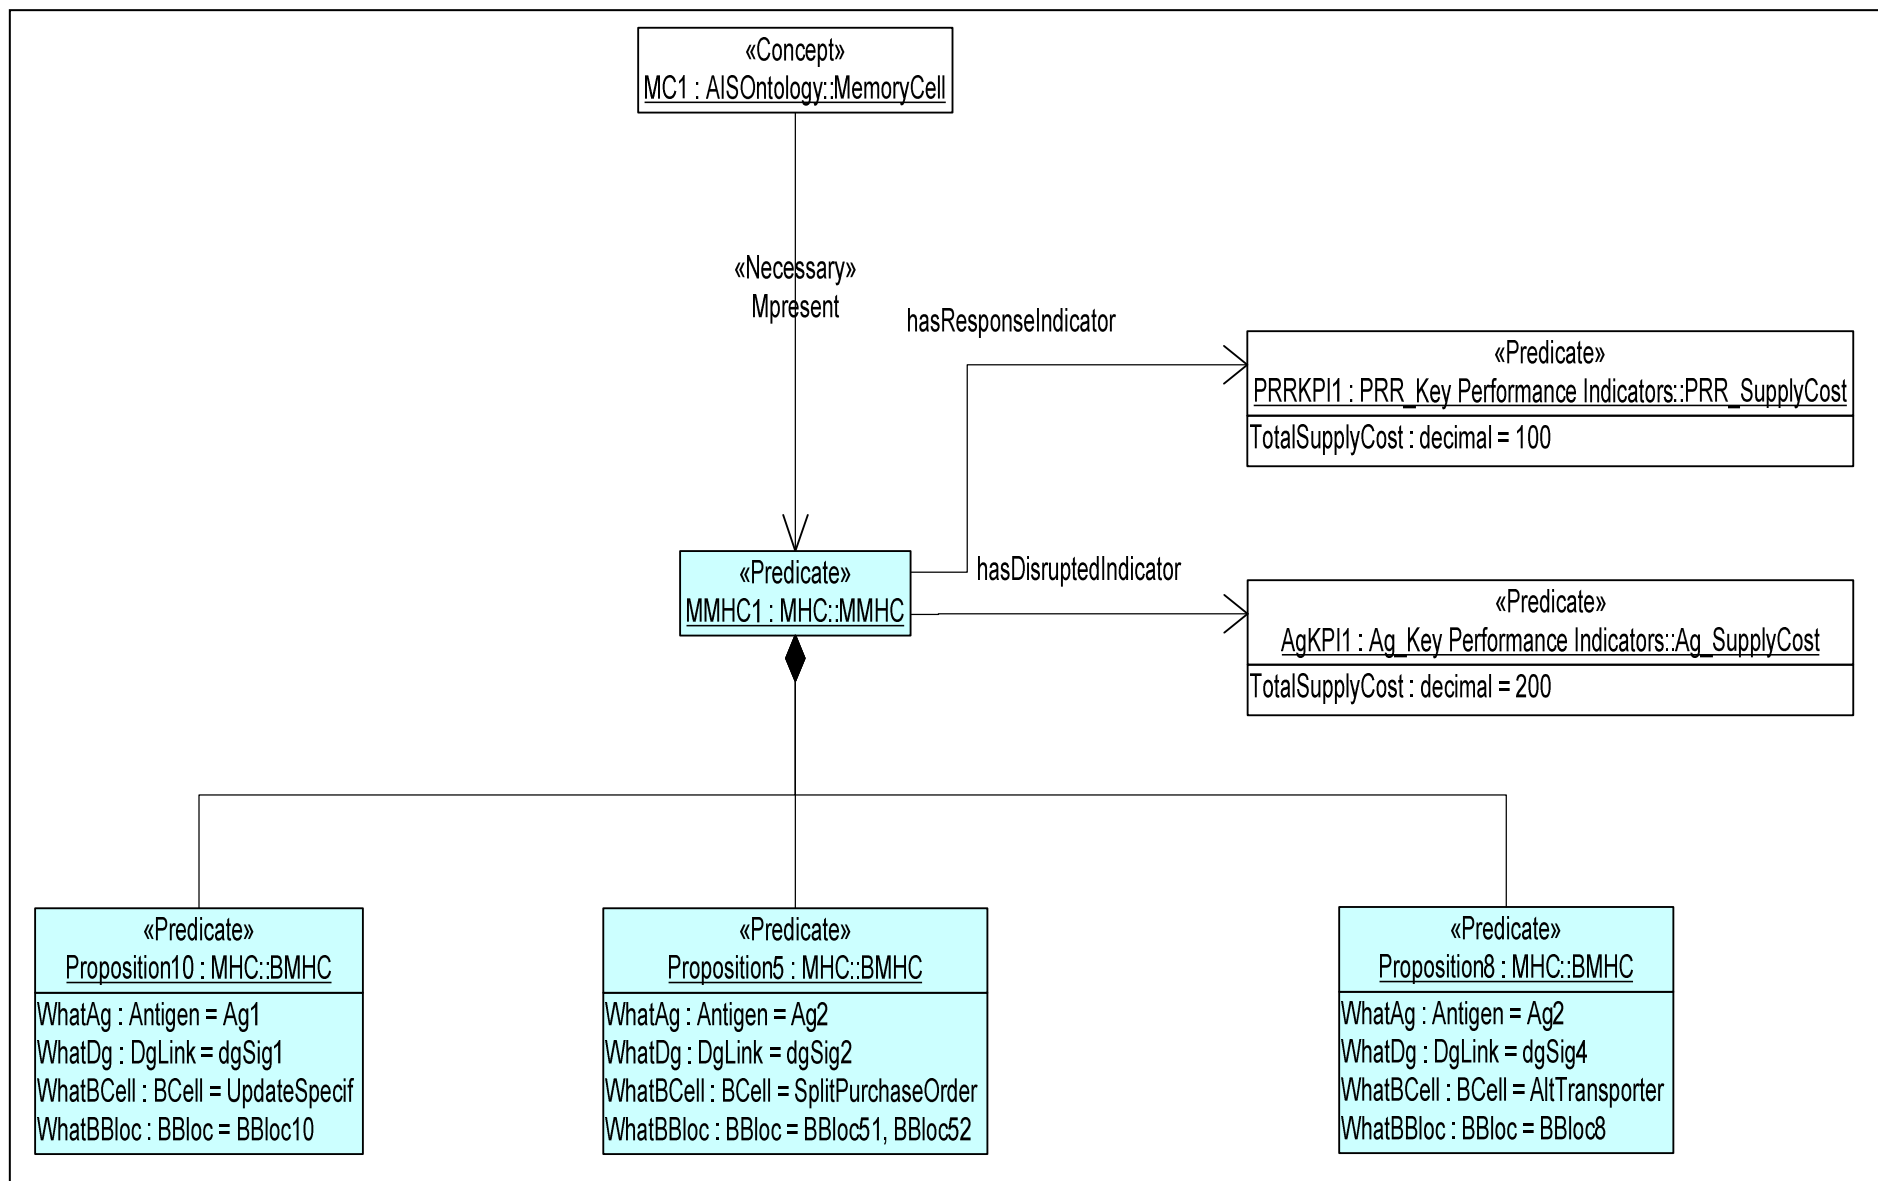 «Concept»
MC1 : AISOntology::MemoryCell
«Necessary»
Mpresent
hasResponseIndicator
«Predicate»
PRRKPI1 : PRR_Key Performance Indicators::PRR_SupplyCost
TotalSupplyCost : decimal = 100
«Predicate»
MMHC1 : MHC::MMHC
hasDisruptedIndicator
«Predicate»
AgKPI1 : Ag_Key Performance Indicators::Ag_SupplyCost
TotalSupplyCost : decimal = 200
«Predicate»
Proposition10 : MHC::BMHC
WhatAg : Antigen = Ag1
WhatDg : DgLink = dgSig1
WhatBCell : BCell = UpdateSpecif
WhatBBloc : BBloc = BBloc10
«Predicate»
Proposition5 : MHC::BMHC
WhatAg : Antigen = Ag2
WhatDg : DgLink = dgSig2
WhatBCell : BCell = SplitPurchaseOrder
WhatBBloc : BBloc = BBloc51, BBloc52
«Predicate»
Proposition8 : MHC::BMHC
WhatAg : Antigen = Ag2
WhatDg : DgLink = dgSig4
WhatBCell : BCell = AltTransporter
WhatBBloc : BBloc = BBloc8